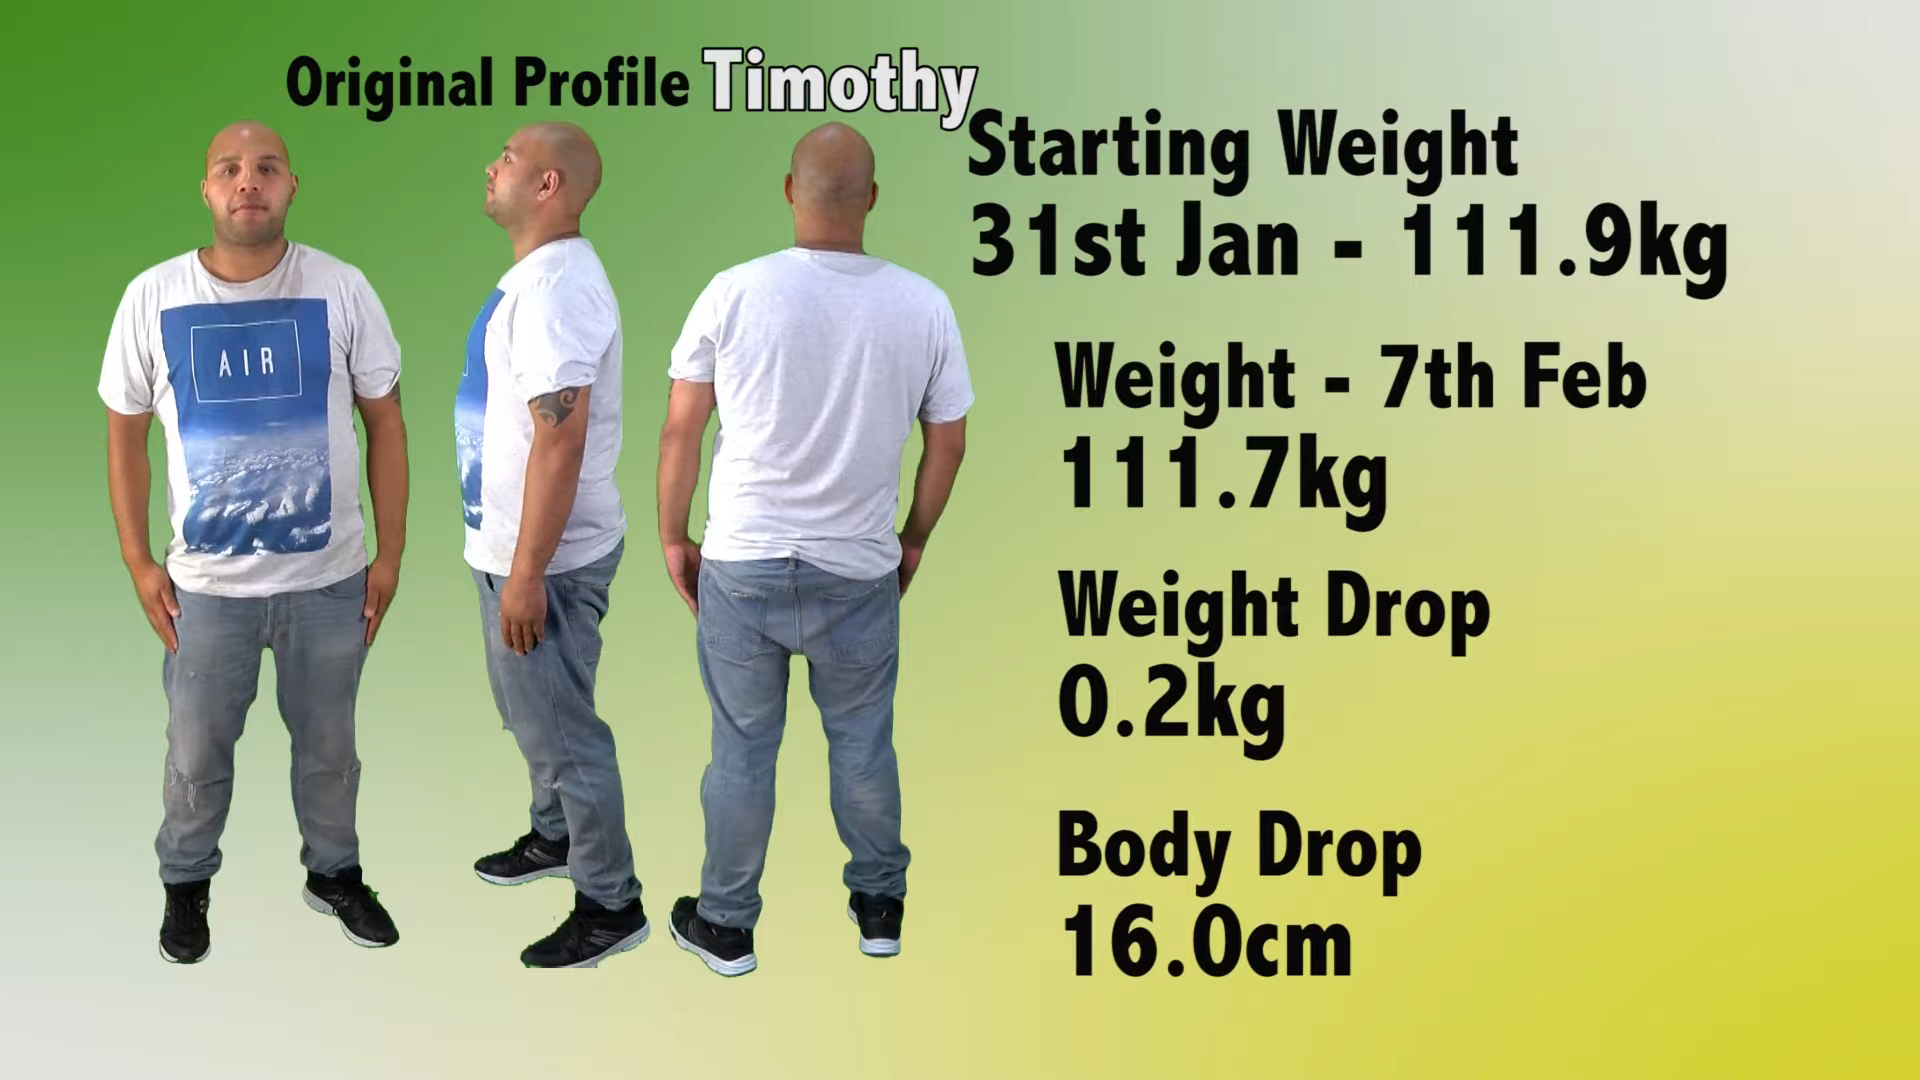 Original Profile Timothy
Starting Weight
31st Jan - 111.9kg
Weight - 7th Feb
111.7kg
Weight Drop
0.2kg
Body Drop
16.0cm
AIR